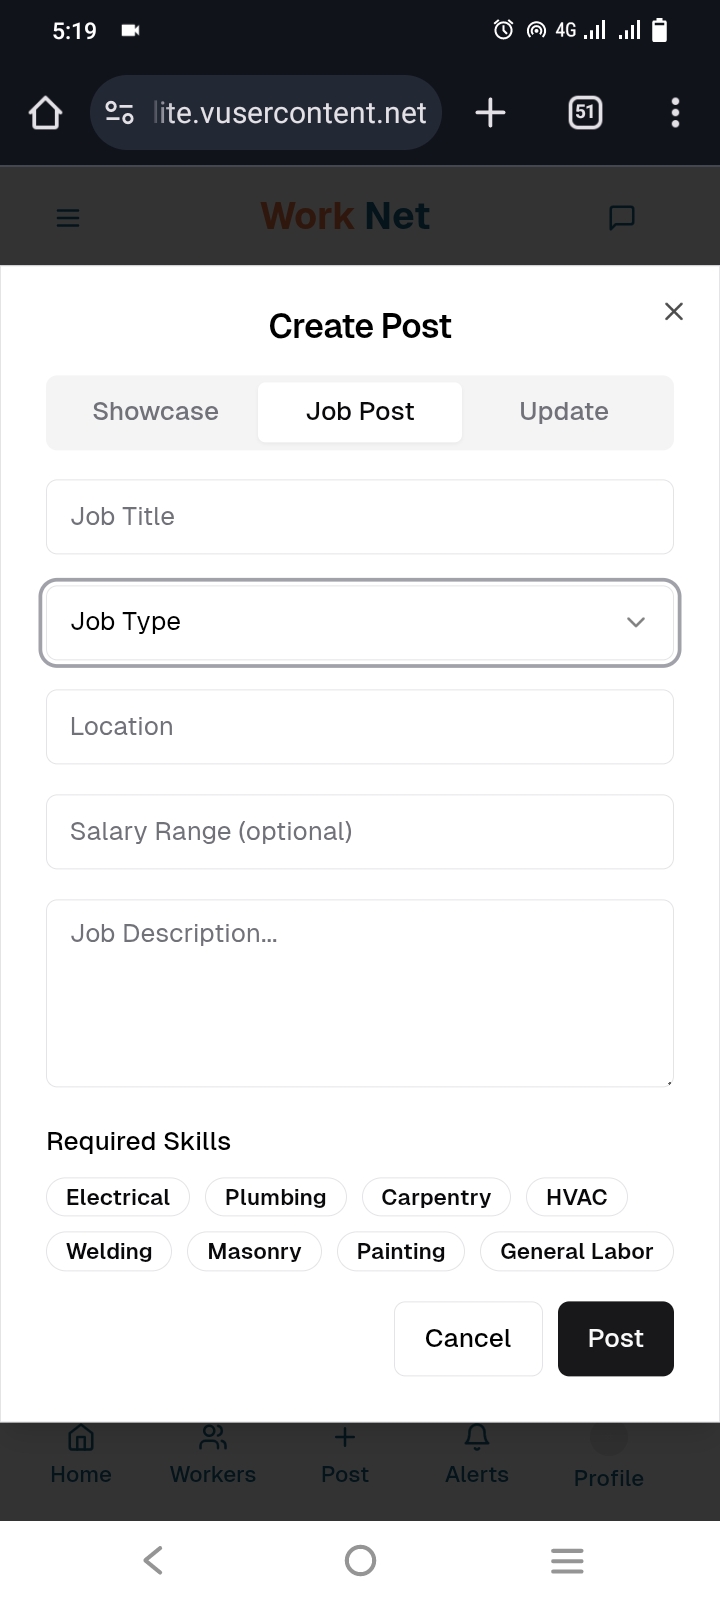 5:19
4G
lite.vusercontent.net
51
Work Net
Create Post
Showcase
Job Post
Update
Job Title
Job Type
Location
Salary Range (optional)
Job Description...
Required Skills
Electrical
Plumbing
Carpentry
HVAC
Welding
Masonry
Painting
General Labor
Cancel
Post
Home
Workers
Post
Alerts
Profile